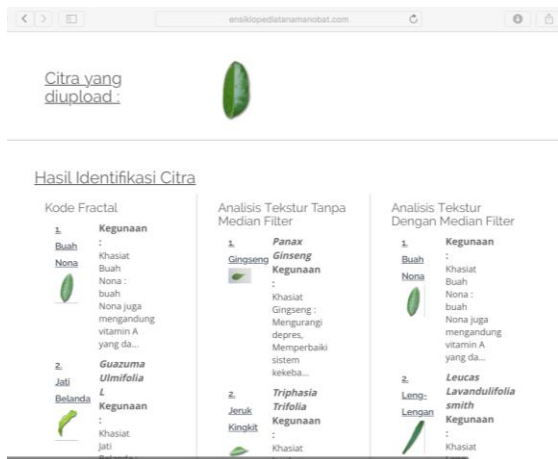 ensiklopediatanamanobat.com
Citra yang
diupload :
Hasil Identifikasi Citra
Kode Fractal
1.
Buah
Nona
Kegunaan
:
Khasiat
Buah
Nona :
buah
Nona juga
mengandung
vitamin A
yang da...
2.
Jati
Belanda
Guazuma
Ulmifolia
L
Kegunaan
:
Khasiat
Jati
Belanda :
Analisis Tekstur Tanpa
Median Filter
1.
Gingseng
Panax
Ginseng
Kegunaan
:
Khasiat
Gingseng :
Mengurangi
depres,
Memperbaiki
sistem
kekeba...
2.
Jeruk
Kingkit
Triphasia
Trifolia
Kegunaan
:
Khasiat
Analisis Tekstur
Dengan Median Filter
1.
Buah
Nona
Kegunaan
:
Khasiat
Buah
Nona :
buah
Nona juga
mengandung
vitamin A
yang da...
2.
Leng-
Lengan
Leucas
Lavandulifolia
smith
Kegunaan
:
Khasiat